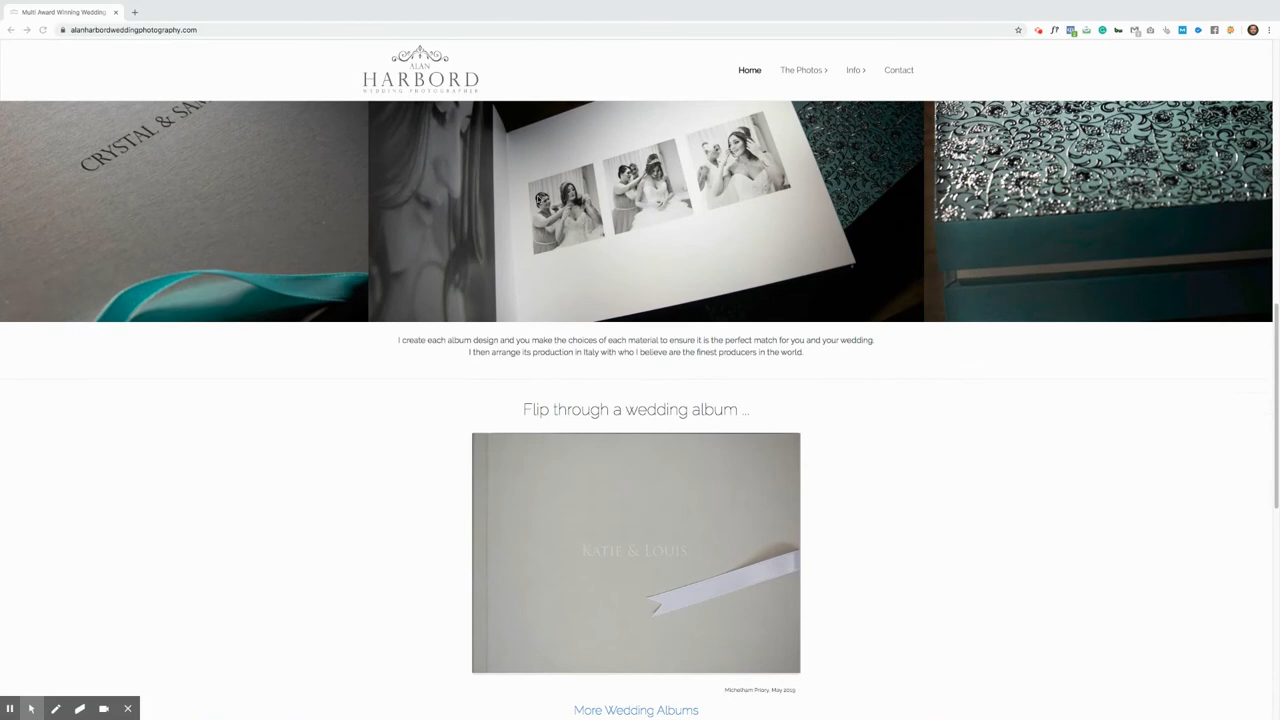 Multi Award Winning Wedding
alanharbordweddingphotography.com
ALAN
HARBORD
WEDDING PHOTOGRAPHER
Home
The Photos
Info
Contact
CRYSTAL & SAM
I create each album design and you make the choices of each material to ensure it is the perfect match for you and your wedding.
I then arrange its production in Italy with who I believe are the finest producers in the world.
Flip through a wedding album ...
KATIE & LOUIS
Michelham Priory, May 2019
More Wedding Albums